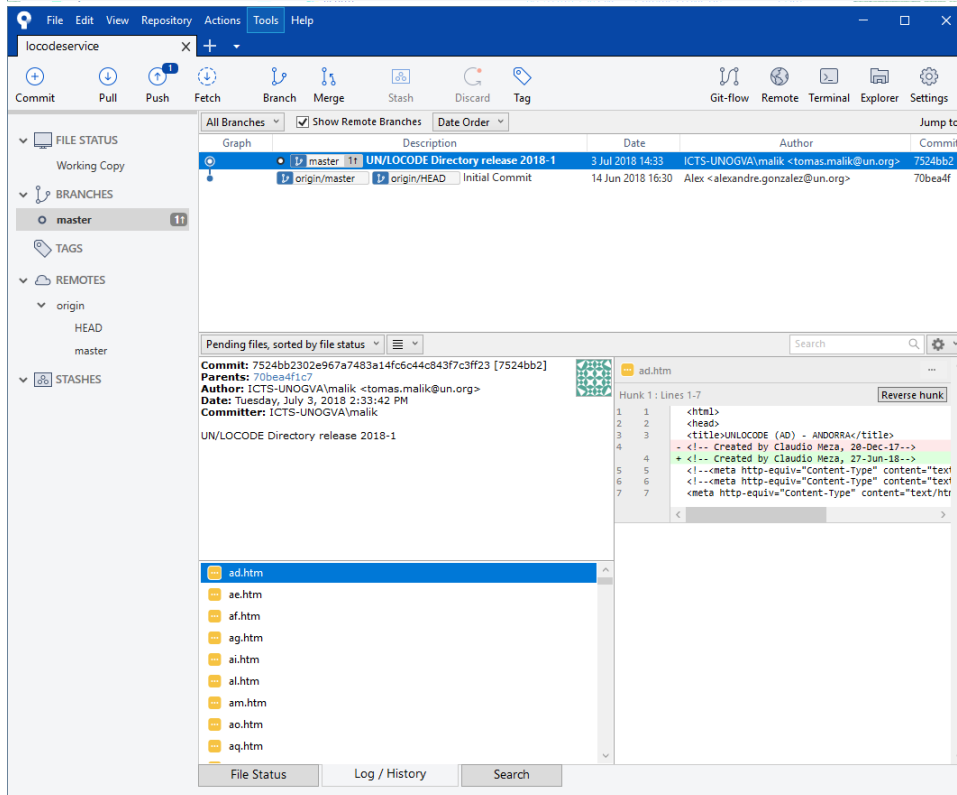 File Edit View Repository Actions Tools Help
locodeservice
1
Commit Pull Push Fetch Branch Merge Stash Discard Tag Git-flow Remote Terminal Explorer Settings
All Branches Show Remote Branches Date Order Jump to
Graph Description Date Author Commit
master 1↑ UN/LOCODE Directory release 2018-1 3 Jul 2018 14:33 ICTS-UNOGVA\malik <tomas.malik@un.org> 7524bb2
origin/master origin/HEAD Initial Commit 14 Jun 2018 16:30 Alex <alexandre.gonzalez@un.org> 70bea4f
FILE STATUS
Working Copy
BRANCHES
master 1↑
TAGS
REMOTES
origin
HEAD
master
STASHES
Pending files, sorted by file status Search
Commit: 7524bb2302e967a7483a14fc6c44c843f7c3ff23 [7524bb2]
Parents: 70bea4f1c7
Author: ICTS-UNOGVA\malik <tomas.malik@un.org>
Date: Tuesday, July 3, 2018 2:33:42 PM
Committer: ICTS-UNOGVA\malik
UN/LOCODE Directory release 2018-1
ad.htm
Hunk 1 : Lines 1-7 Reverse hunk
1 1 <html>
2 2 <head>
3 3 <title>UNLOCODE (AD) - ANDORRA</title>
4 - <!-- Created by Claudio Meza, 20-Dec-17-->
4 + <!-- Created by Claudio Meza, 27-Jun-18-->
5 5 <!--<meta http-equiv="Content-Type" content="text
6 6 <!--<meta http-equiv="Content-Type" content="text
7 7 <meta http-equiv="Content-Type" content="text/htm
ad.htm
ae.htm
af.htm
ag.htm
ai.htm
al.htm
am.htm
ao.htm
aq.htm
File Status Log / History Search